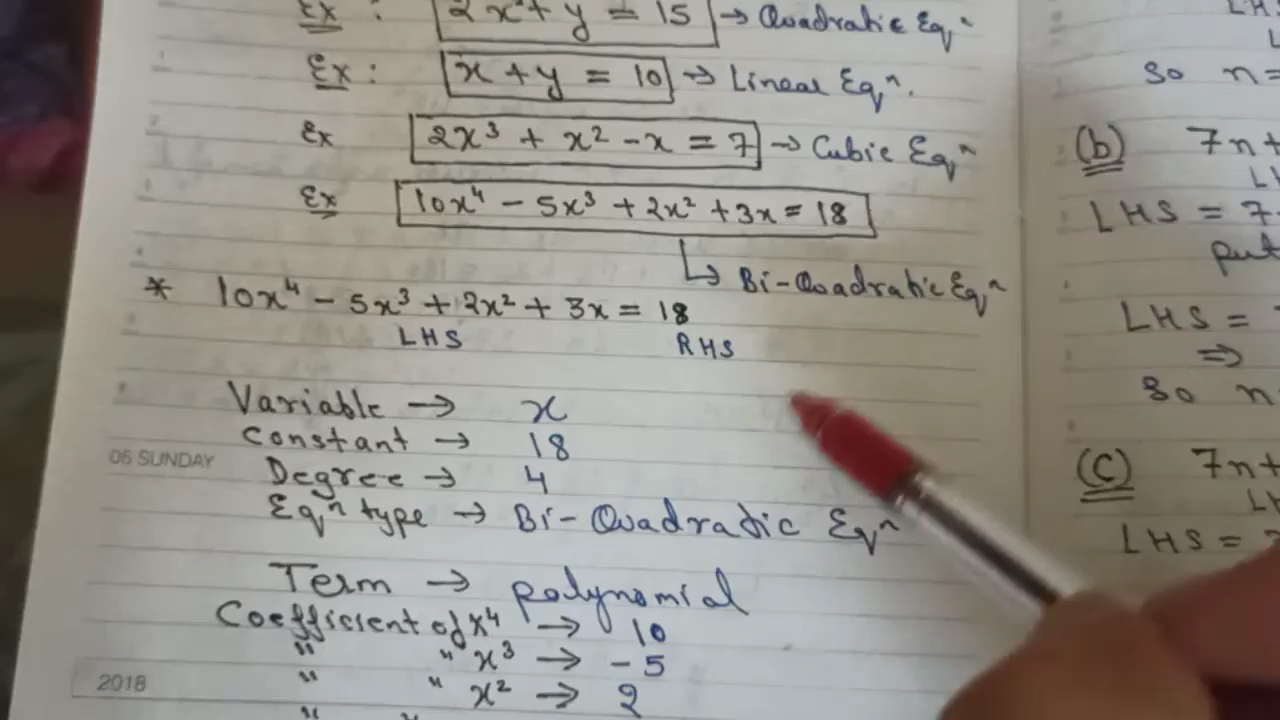 Ex : 2x²+ y = 15 → Quadratic Eqⁿ
Ex : x + y = 10 → Linear Eqⁿ.
Ex 2x³ + x² - x = 7 → Cubic Eqⁿ
Ex 10x⁴ - 5x³ + 2x² + 3x = 18
↳ Bi-Quadratic Eqⁿ
* 10x⁴ - 5x³ + 2x² + 3x = 18
LHS RHS
Variable → x
Constant → 18
06 SUNDAY
Degree → 4
Eqⁿ type → Bi-Quadratic Eqⁿ
Term → polynomial
Coefficient of x⁴ → 10
" " x³ → -5
" " x² → 2
2018
So n=
(b) 7n+
LHS = 7
put
LHS =
⇒
So n
(c) 7n+
LHS =